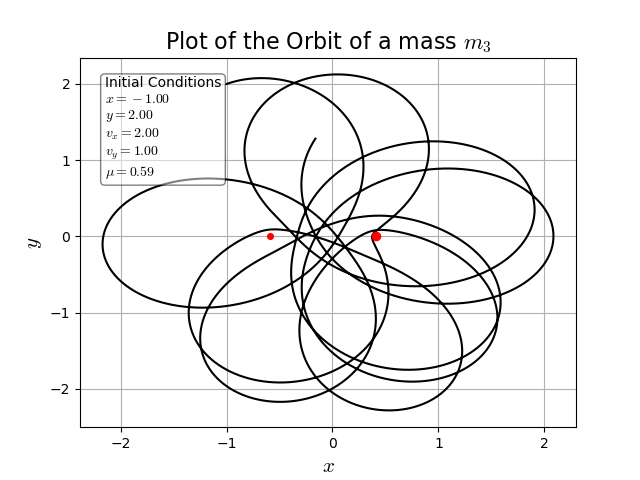 Plot of the Orbit of a mass m₃
Initial Conditions
x = −1.00
y = 2.00
vₓ = 2.00
v_y = 1.00
μ = 0.59
2
1
0
−1
−2
y
−2 −1 0 1 2
x